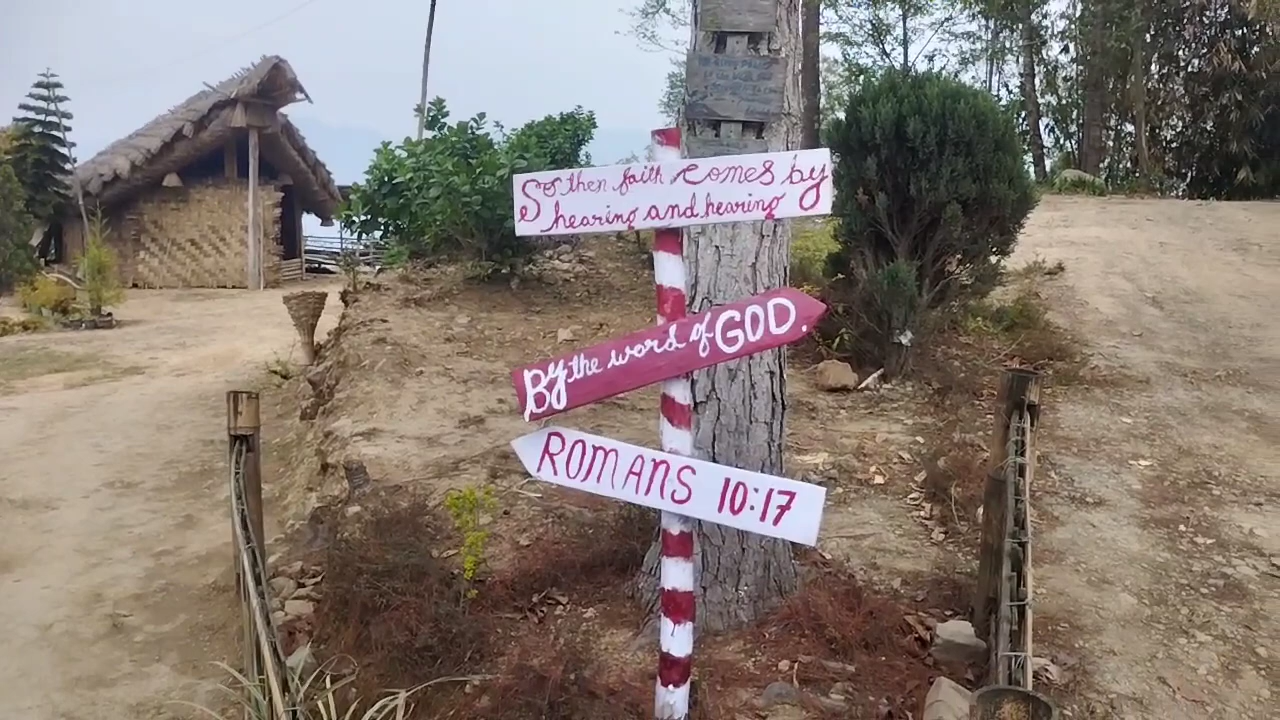 So then faith comes by
hearing and hearing
By the word of GOD.
ROMANS 10:17